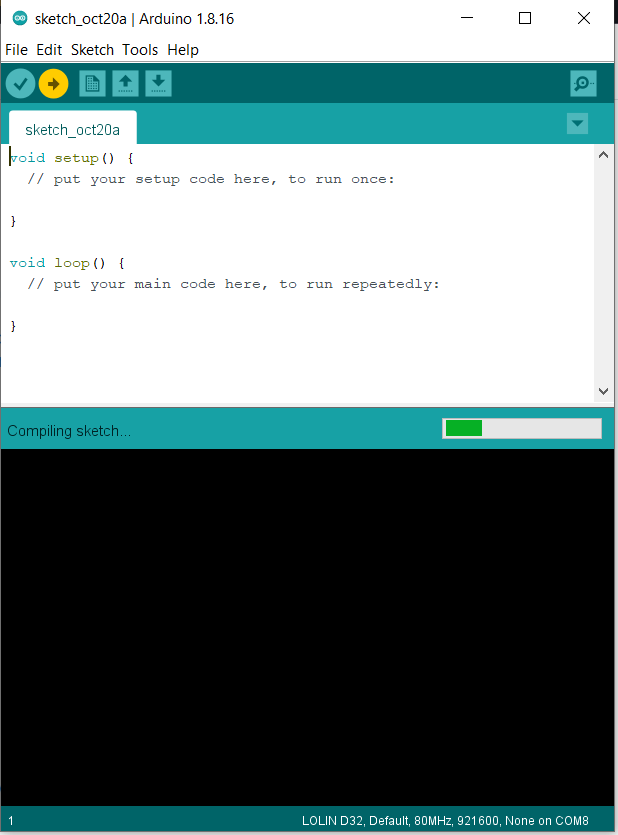 sketch_oct20a | Arduino 1.8.16
File Edit Sketch Tools Help
sketch_oct20a
void setup() {
  // put your setup code here, to run once:
}
void loop() {
  // put your main code here, to run repeatedly:
}
Compiling sketch...
1
LOLIN D32, Default, 80MHz, 921600, None on COM8